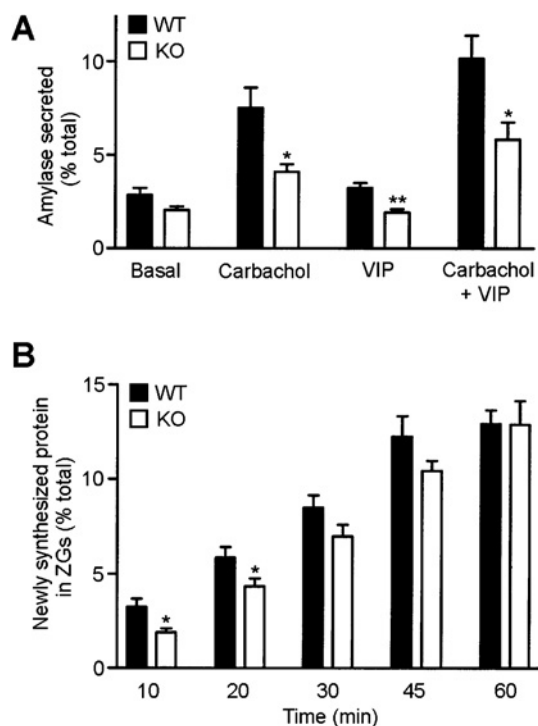 A
WT
KO
Amylase secreted
(% total)
10
5
0
*
**
*
Basal
Carbachol
VIP
Carbachol
+ VIP
B
WT
KO
Newly synthesized protein
in ZGs (% total)
15
10
5
0
*
*
10
20
30
45
60
Time (min)